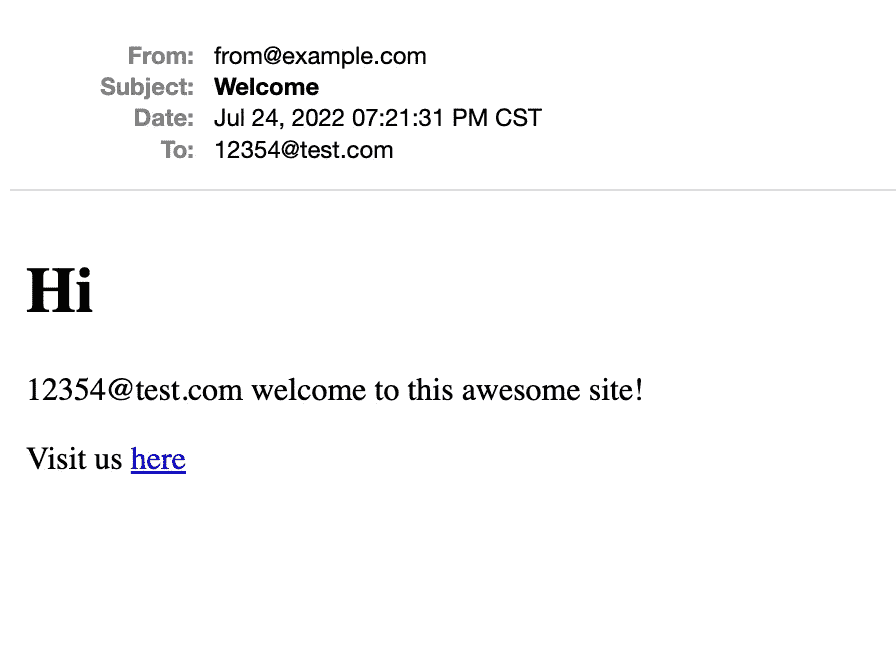 From: from@example.com
Subject: Welcome
Date: Jul 24, 2022 07:21:31 PM CST
To: 12354@test.com
Hi
12354@test.com welcome to this awesome site!
Visit us here